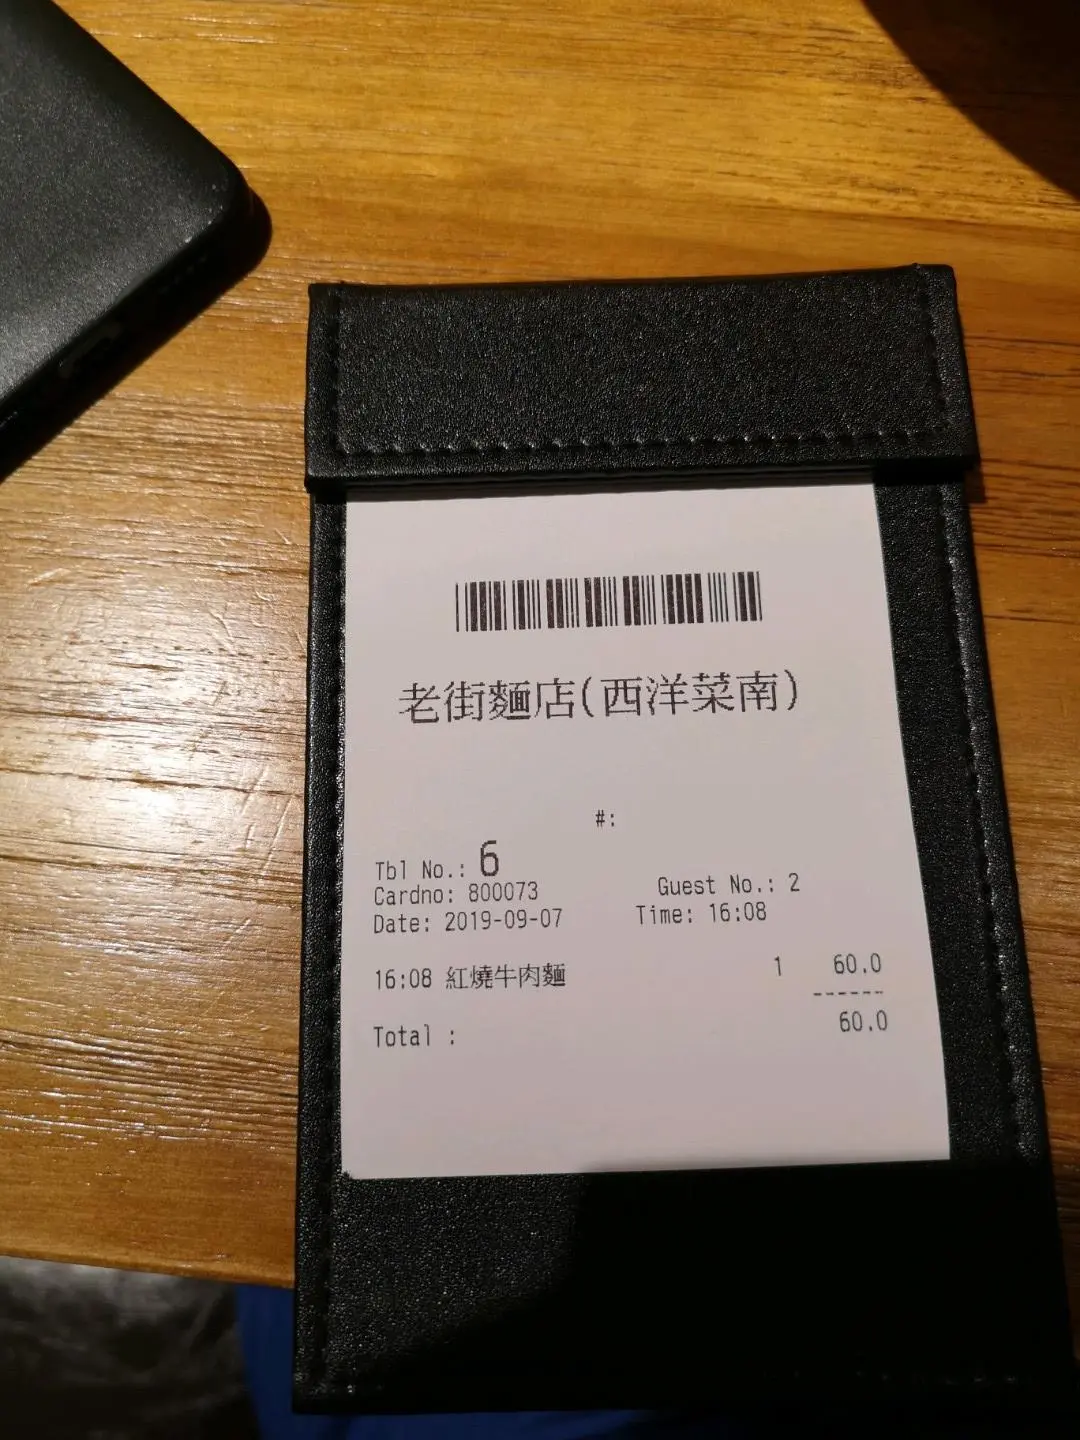 老街麵店(西洋菜南)
#:
Tbl No.: 6
Cardno: 800073 Guest No.: 2
Date: 2019-09-07 Time: 16:08
16:08 紅燒牛肉麵 1 60.0
------
Total : 60.0